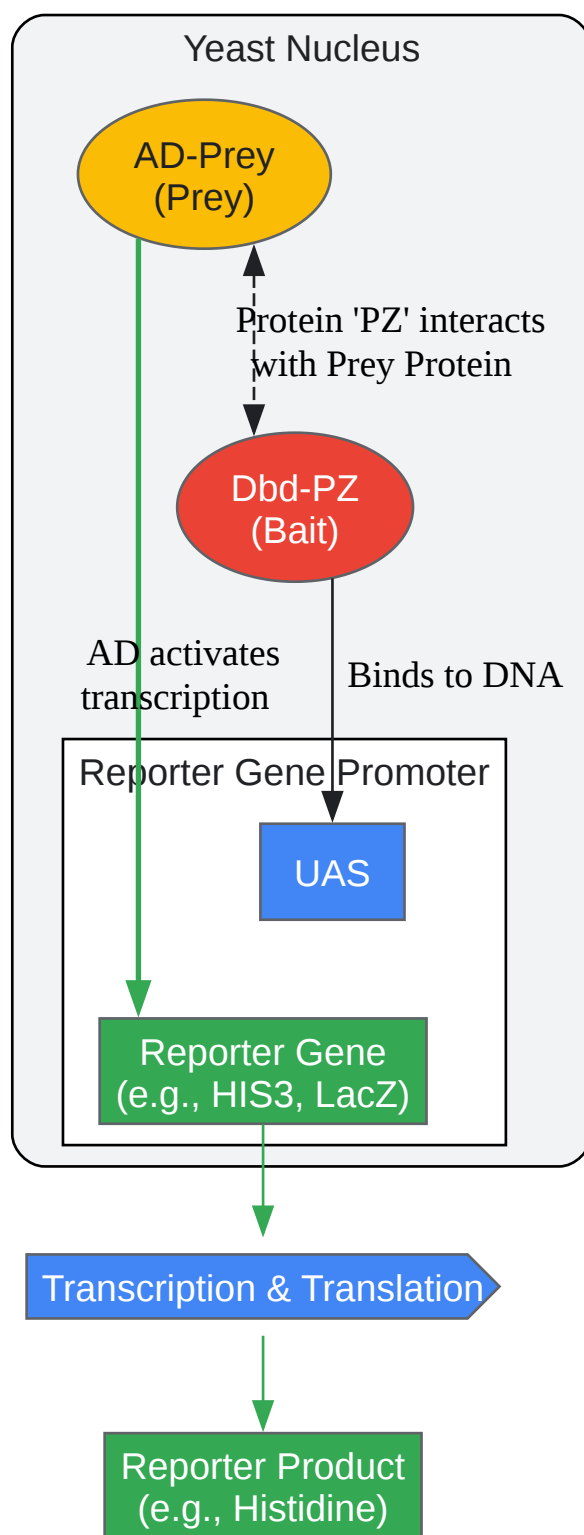 Yeast Nucleus
AD-Prey
(Prey)
Protein 'PZ' interacts
with Prey Protein
Dbd-PZ
(Bait)
AD activates
transcription
Binds to DNA
Reporter Gene Promoter
UAS
Reporter Gene
(e.g., HIS3, LacZ)
Transcription & Translation
Reporter Product
(e.g., Histidine)